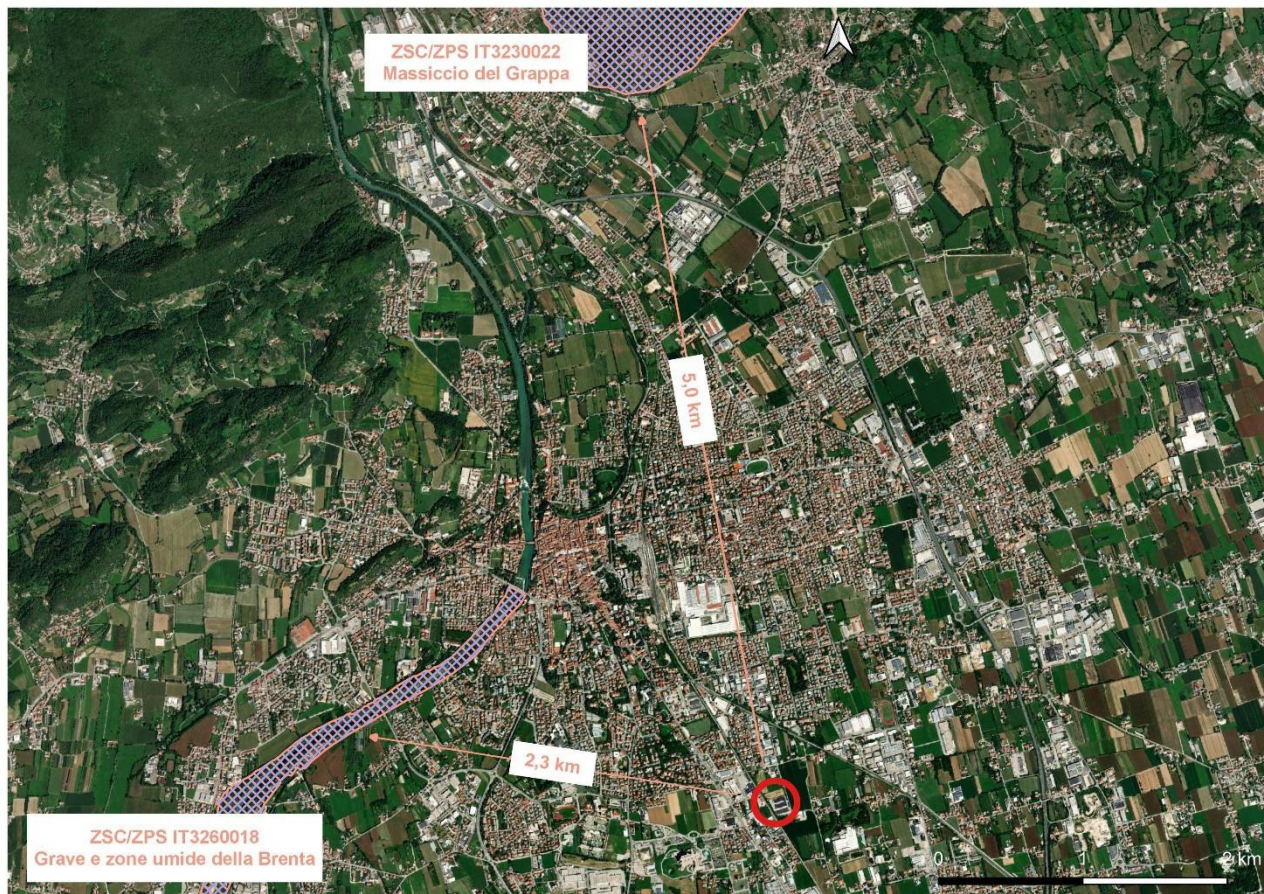 ZSC/ZPS IT3230022
Massiccio del Grappa
5,0 km
2,3 km
ZSC/ZPS IT3260018
Grave e zone umide della Brenta
0 1 2 km